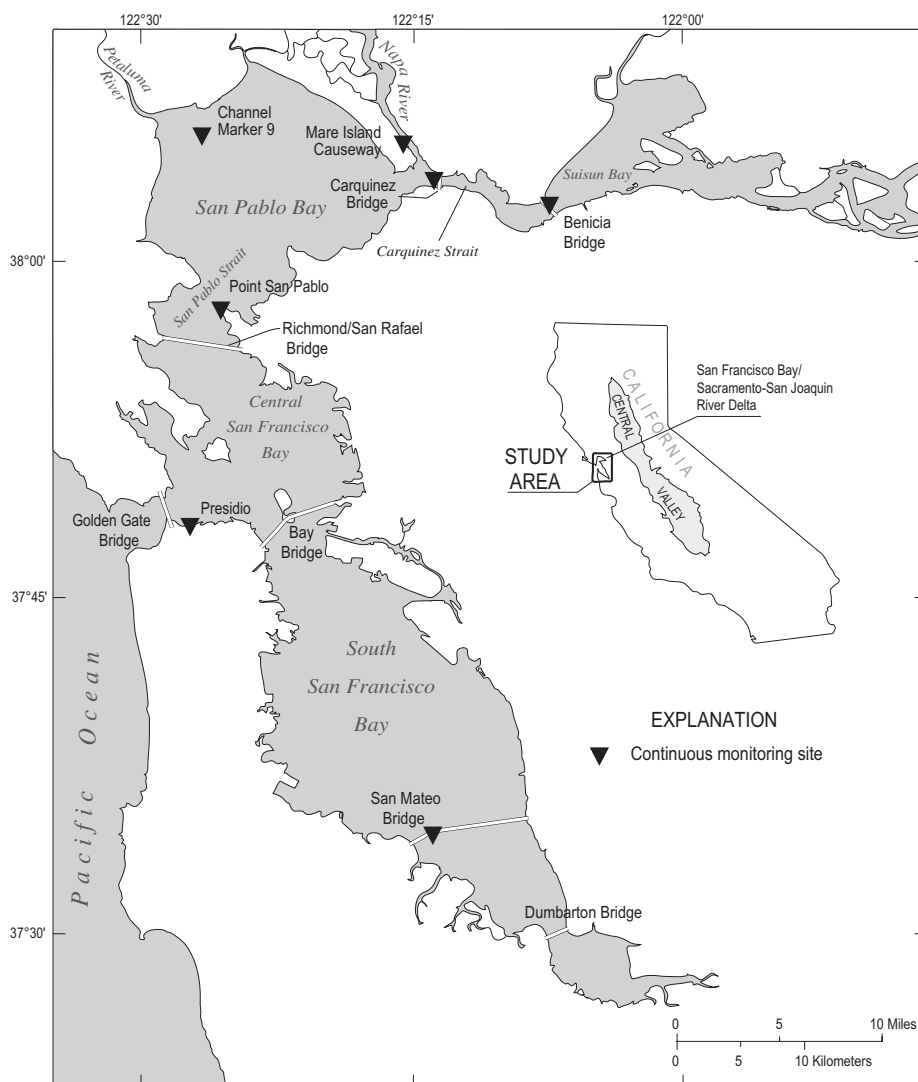 122°30'
122°15'
122°00'
Petaluma
River
Napa
River
Channel
Marker 9
Mare Island
Causeway
Carquinez
Bridge
Suisun Bay
San Pablo Bay
Benicia
Bridge
Carquinez Strait
38°00'
San Pablo Strait
Point San Pablo
Richmond/San Rafael
Bridge
San Francisco Bay/
Sacramento-San Joaquin
River Delta
CALIFORNIA
CENTRAL
VALLEY
Central
San Francisco
Bay
STUDY
AREA
Golden Gate
Bridge
Presidio
Bay
Bridge
37°45'
Pacific Ocean
South
San Francisco
Bay
EXPLANATION
Continuous monitoring site
San Mateo
Bridge
Dumbarton Bridge
37°30'
0 5 10 Miles
0 5 10 Kilometers